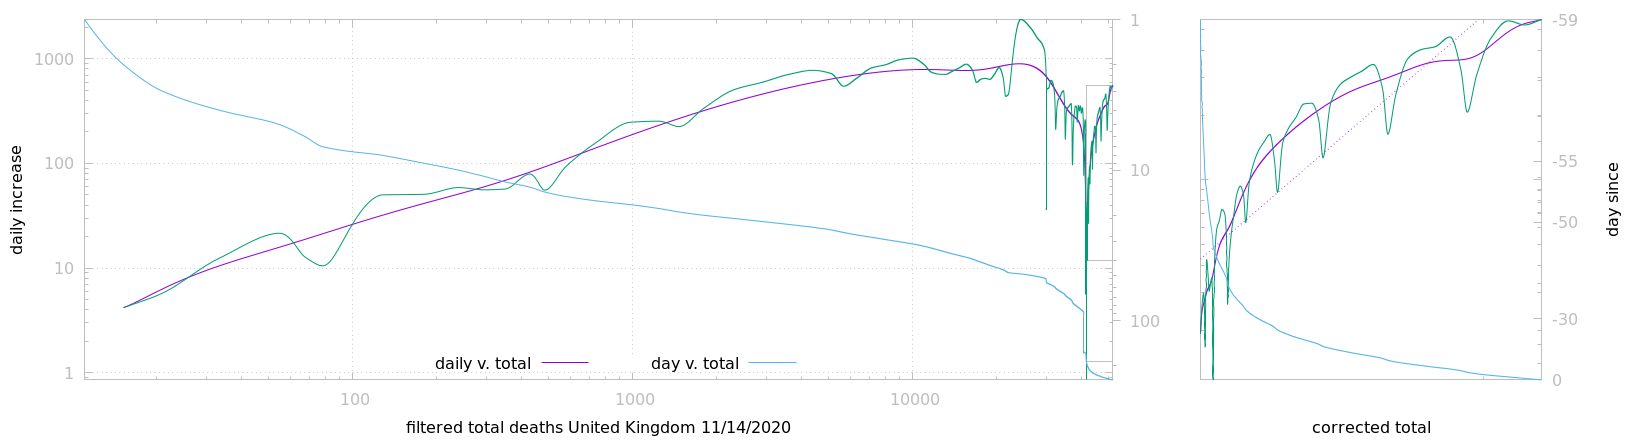 daily increase
1000
100
10
1
100
1000
10000
1
10
100
daily v. total
day v. total
filtered total deaths United Kingdom 11/14/2020
-59
-55
-50
-30
0
day since
corrected total